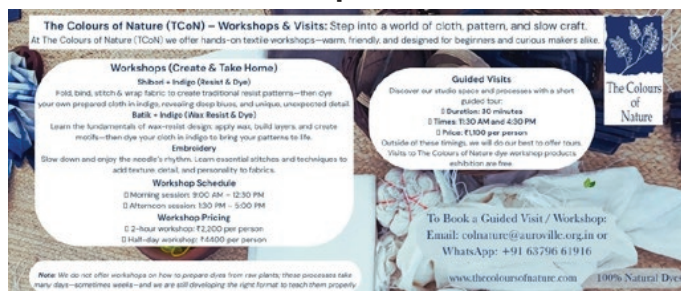 The Colours of Nature (TCoN) – Workshops & Visits: Step into a world of cloth, pattern, and slow craft.
At The Colours of Nature (TCoN) we offer hands-on textile workshops—warm, friendly, and designed for beginners and curious makers alike.
Workshops (Create & Take Home)
Shibori + Indigo (Resist & Dye)
Fold, bind, stitch & wrap fabric to create traditional resist patterns—then dye
your own prepared cloth in indigo, revealing deep blues, and unique, unexpected detail
Batik + Indigo (Wax Resist & Dye)
Learn the fundamentals of wax-resist design, apply wax, build layers, and create
motifs—then dye your cloth in indigo to bring your patterns to life.
Embroidery
Slow down and enjoy the needle's rhythm. Learn essential stitches and techniques to
add texture, detail, and personality to fabrics.
Workshop Schedule
Morning session: 9:00 AM – 12:30 PM
Afternoon session: 1:30 PM – 5:00 PM
Workshop Pricing
2-hour workshop: ₹2,200 per person
Half-day workshop: ₹4400 per person
Note: We do not offer workshops on how to prepare dyes from raw plants; these processes take
many days—sometimes weeks—and we are still developing the right format to teach them properly
Guided Visits
Discover our studio space and processes with a short
guided tour:
Duration: 30 minutes
Times: 11:30 AM and 4:30 PM
Price: ₹1,100 per person
Outside of these timings, we will do our best to offer tours.
Visits to The Colours of Nature dye workshop products
exhibition are free.
The Colours
of
Nature
To Book a Guided Visit / Workshop:
Email: colnature@auroville.org.in or
WhatsApp: +91 63796 61916
www.thecoloursofnature.com
100% Natural Dyes